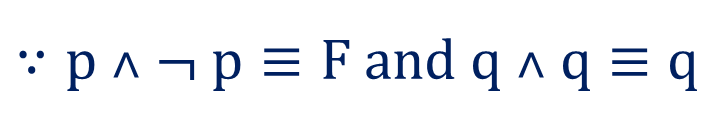 ∵ p ∧ ¬ p ≡ F and q ∧ q ≡ q